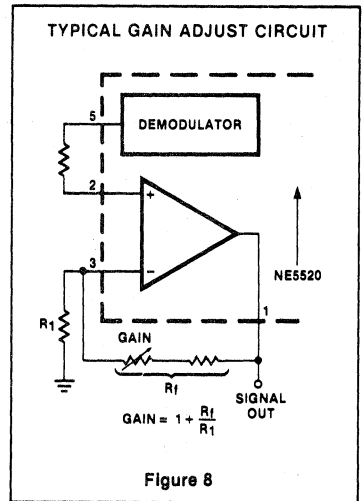 TYPICAL GAIN ADJUST CIRCUIT
5
DEMODULATOR
2
+
3
−
NE5520
1
R1
GAIN
Rf
SIGNAL
OUT
GAIN = 1 + Rf/R1
Figure 8